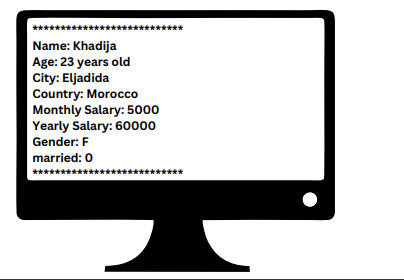 ***************************
Name: Khadija
Age: 23 years old
City: Eljadida
Country: Morocco
Monthly Salary: 5000
Yearly Salary: 60000
Gender: F
married: 0
***************************